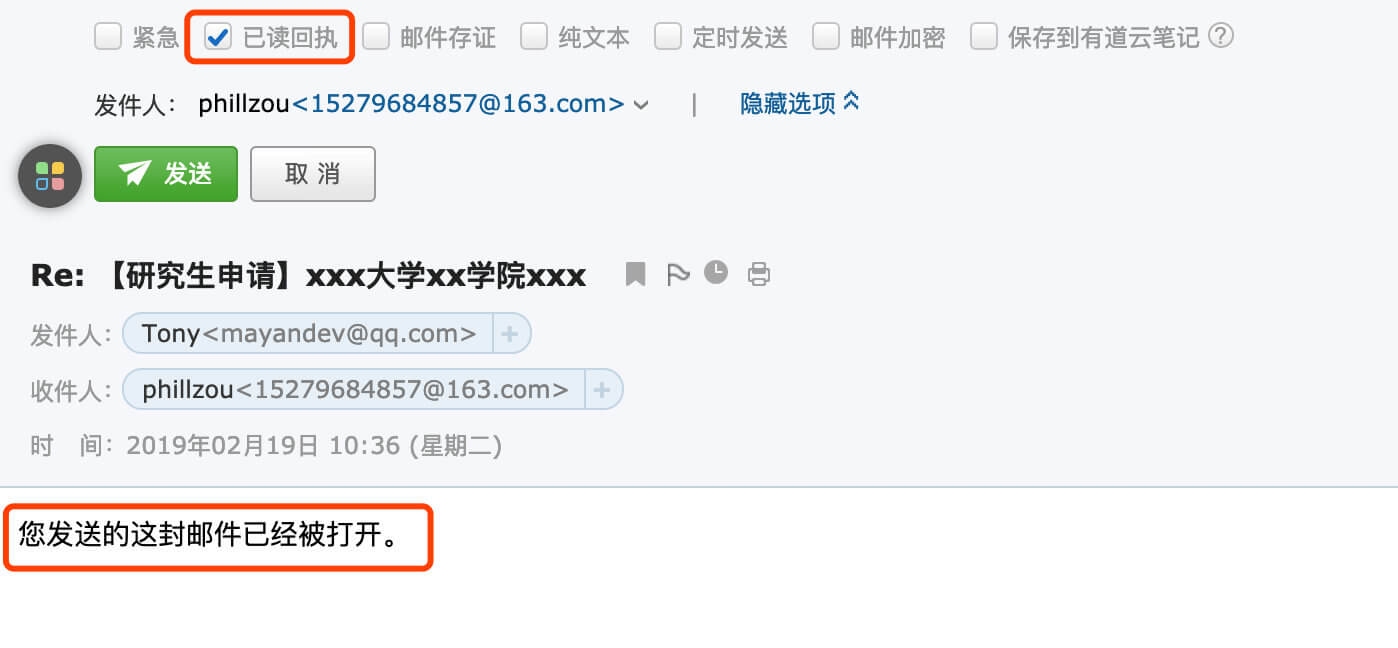 紧急 已读回执 邮件存证 纯文本 定时发送 邮件加密 保存到有道云笔记 ?
发件人： phillzou<15279684857@163.com> | 隐藏选项
发送 取 消
Re: 【研究生申请】xxx大学xx学院xxx
发件人： Tony<mayandev@qq.com> +
收件人： phillzou<15279684857@163.com> +
时 间： 2019年02月19日 10:36 (星期二)
您发送的这封邮件已经被打开。